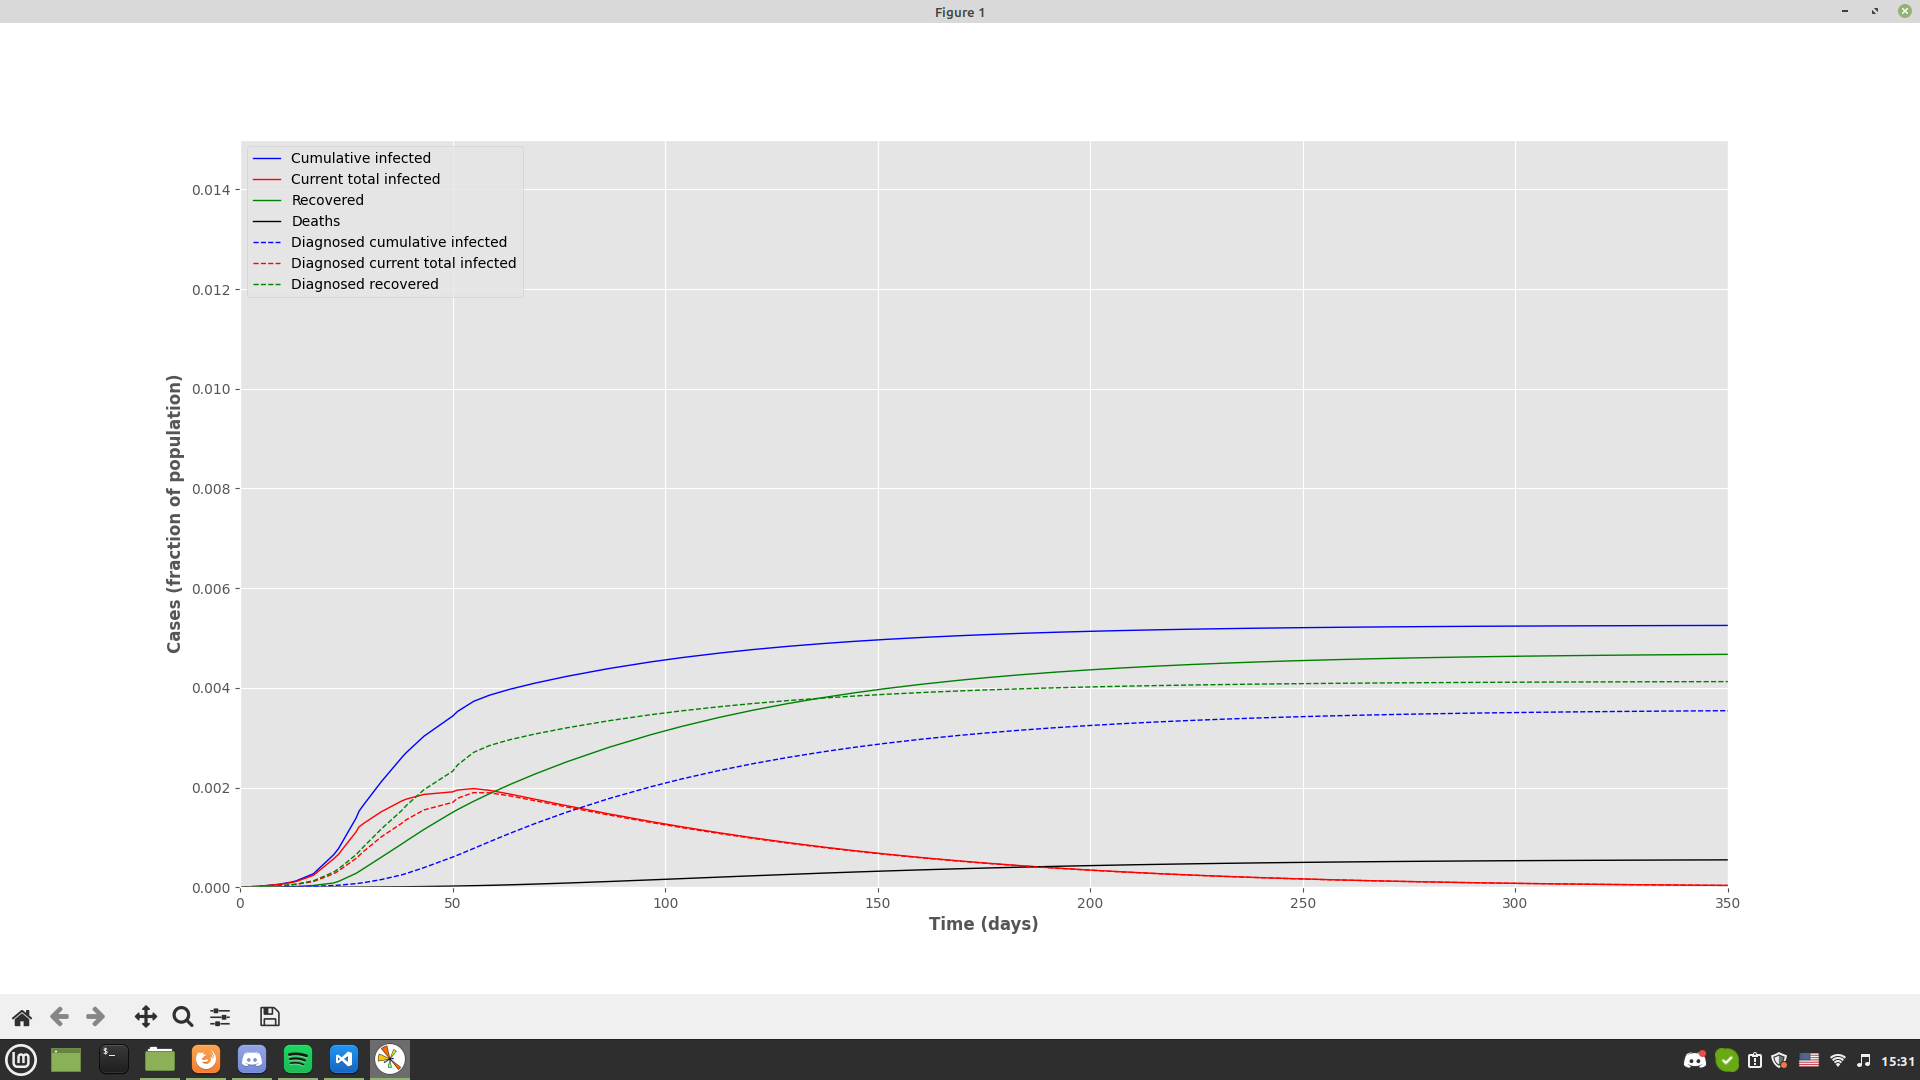 Figure 1
Cumulative infected
Current total infected
Recovered
Deaths
Diagnosed cumulative infected
Diagnosed current total infected
Diagnosed recovered
0.014
0.012
0.010
0.008
0.006
0.004
0.002
0.000
Cases (fraction of population)
0 50 100 150 200 250 300 350
Time (days)
$_
15:31